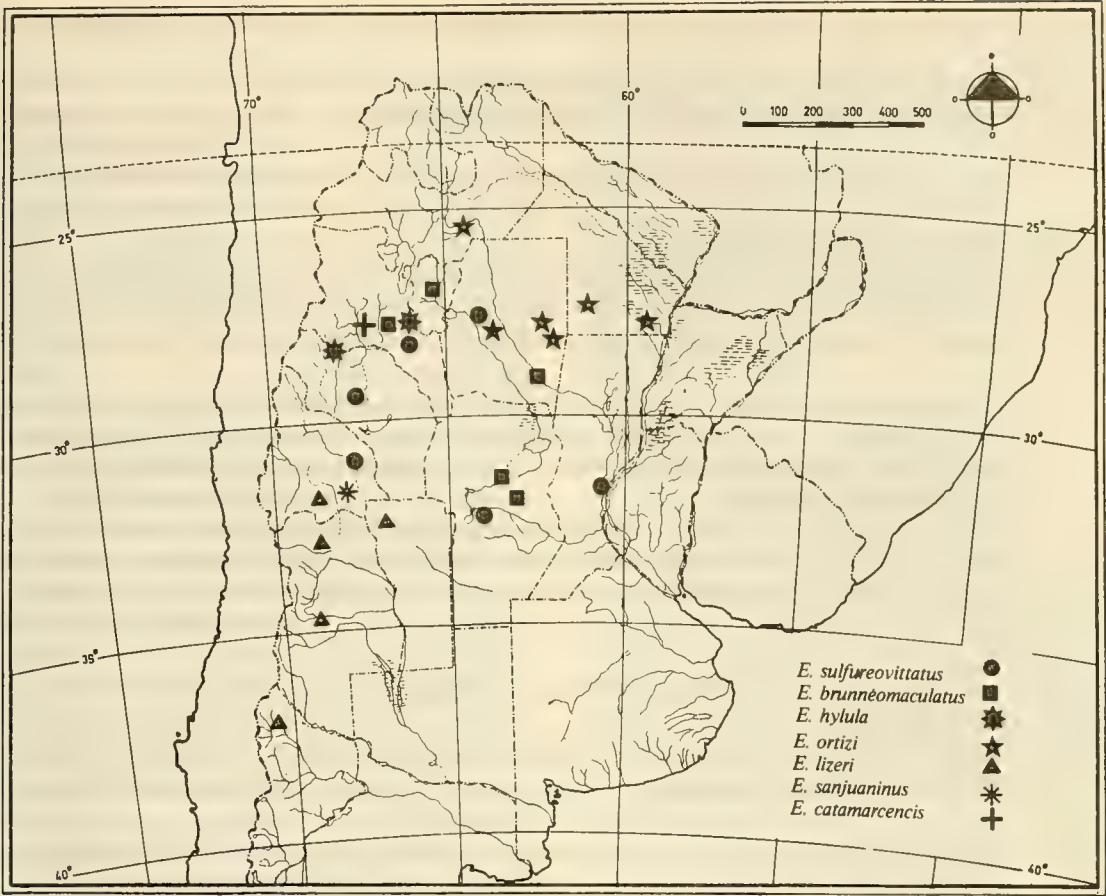 70°
60°
0 100 200 300 400 500
25°
25°
30°
30°
35°
40°
40°
E. sulfureovittatus
E. brunneomaculatus
E. hylula
E. ortizi
E. lizeri
E. sanjuaninus
E. catamarcencis